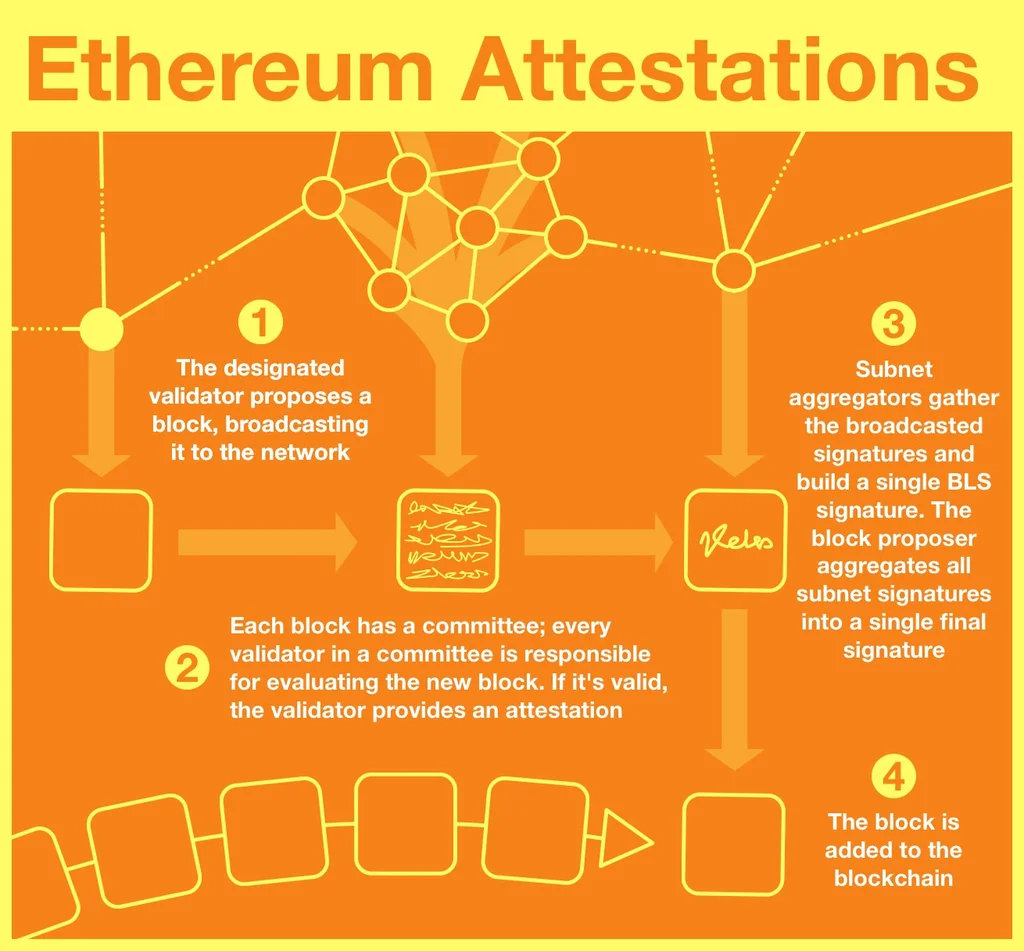 Ethereum Attestations
1
The designated
validator proposes a
block, broadcasting
it to the network
2
Each block has a committee; every
validator in a committee is responsible
for evaluating the new block. If it's valid,
the validator provides an attestation
3
Subnet
aggregators gather
the broadcasted
signatures and
build a single BLS
signature. The
block proposer
aggregates all
subnet signatures
into a single final
signature
4
The block is
added to the
blockchain